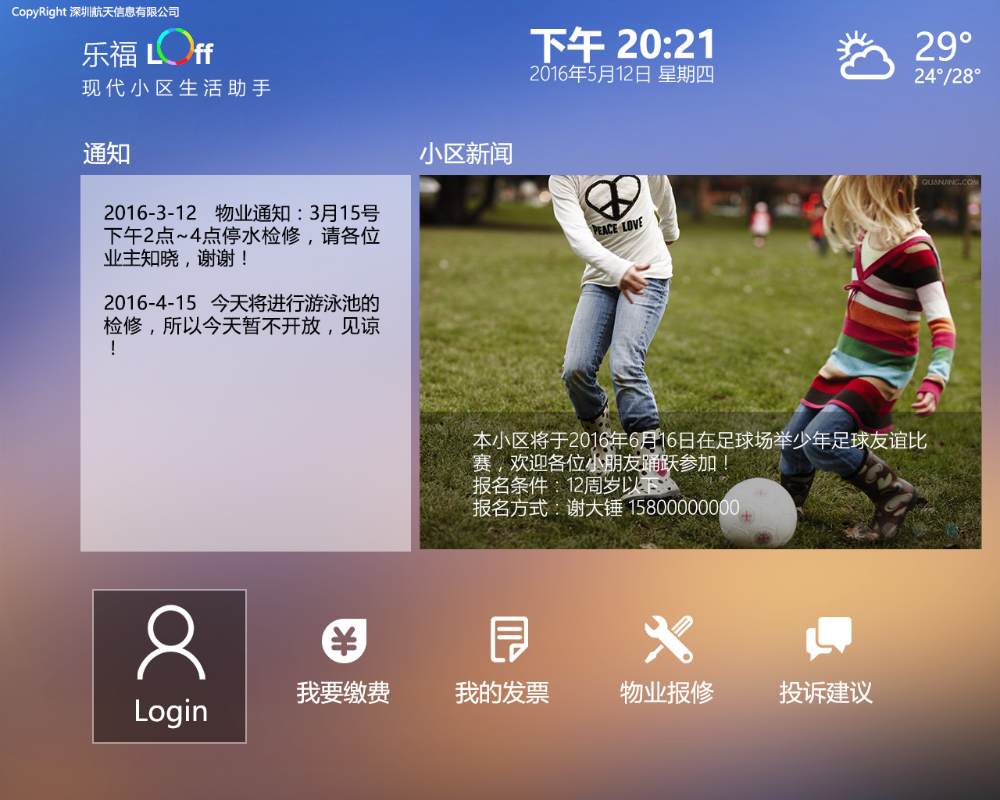 CopyRight 深圳航天信息有限公司
乐福 LOff
现代小区生活助手
下午 20:21
2016年5月12日 星期四
29°
24°/28°
通知
小区新闻
2016-3-12 物业通知：3月15号
下午2点~4点停水检修，请各位
业主知晓，谢谢！
2016-4-15 今天将进行游泳池的
检修，所以今天暂不开放，见谅
！
QUANJING.COM
PEACE LOVE
本小区将于2016年6月16日在足球场举少年足球友谊比
赛，欢迎各位小朋友踊跃参加！
报名条件：12周岁以下
报名方式：谢大锤 15800000000
Login
我要缴费
我的发票
物业报修
投诉建议